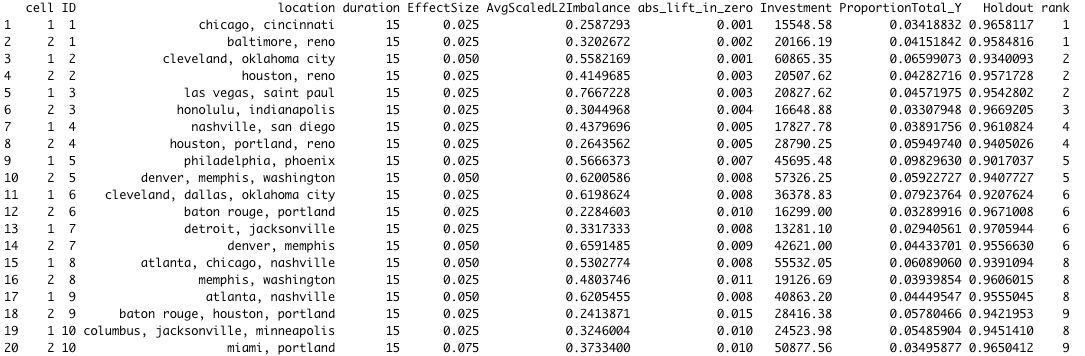 cell ID location duration EffectSize AvgScaledL2Imbalance abs_lift_in_zero Investment ProportionTotal_Y Holdout rank
1 1 1 chicago, cincinnati 15 0.025 0.2587293 0.001 15548.58 0.03418832 0.9658117 1
2 2 1 baltimore, reno 15 0.025 0.3202672 0.002 20166.19 0.04151842 0.9584816 1
3 1 2 cleveland, oklahoma city 15 0.050 0.5582169 0.001 60865.35 0.06599073 0.9340093 2
4 2 2 houston, reno 15 0.025 0.4149685 0.003 20507.62 0.04282716 0.9571728 2
5 1 3 las vegas, saint paul 15 0.025 0.7667228 0.003 20827.62 0.04571975 0.9542802 2
6 2 3 honolulu, indianapolis 15 0.025 0.3044968 0.004 16648.88 0.03307948 0.9669205 3
7 1 4 nashville, san diego 15 0.025 0.4379696 0.005 17827.78 0.03891756 0.9610824 4
8 2 4 houston, portland, reno 15 0.025 0.2643562 0.005 28790.25 0.05949740 0.9405026 4
9 1 5 philadelphia, phoenix 15 0.025 0.5666373 0.007 45695.48 0.09829630 0.9017037 5
10 2 5 denver, memphis, washington 15 0.050 0.6200586 0.008 57326.25 0.05922727 0.9407727 5
11 1 6 cleveland, dallas, oklahoma city 15 0.025 0.6198624 0.008 36378.83 0.07923764 0.9207624 6
12 2 6 baton rouge, portland 15 0.025 0.2284603 0.010 16299.00 0.03289916 0.9671008 6
13 1 7 detroit, jacksonville 15 0.025 0.3317333 0.008 13281.10 0.02940561 0.9705944 6
14 2 7 denver, memphis 15 0.050 0.6591485 0.009 42621.00 0.04433701 0.9556630 6
15 1 8 atlanta, chicago, nashville 15 0.050 0.5302774 0.008 55532.05 0.06089060 0.9391094 8
16 2 8 memphis, washington 15 0.025 0.4803746 0.011 19126.69 0.03939854 0.9606015 8
17 1 9 atlanta, nashville 15 0.050 0.6205455 0.008 40863.20 0.04449547 0.9555045 8
18 2 9 baton rouge, houston, portland 15 0.025 0.2413871 0.015 28416.38 0.05780466 0.9421953 9
19 1 10 columbus, jacksonville, minneapolis 15 0.025 0.3246004 0.010 24523.98 0.05485904 0.9451410 8
20 2 10 miami, portland 15 0.075 0.3733400 0.010 50877.56 0.03495877 0.9650412 9